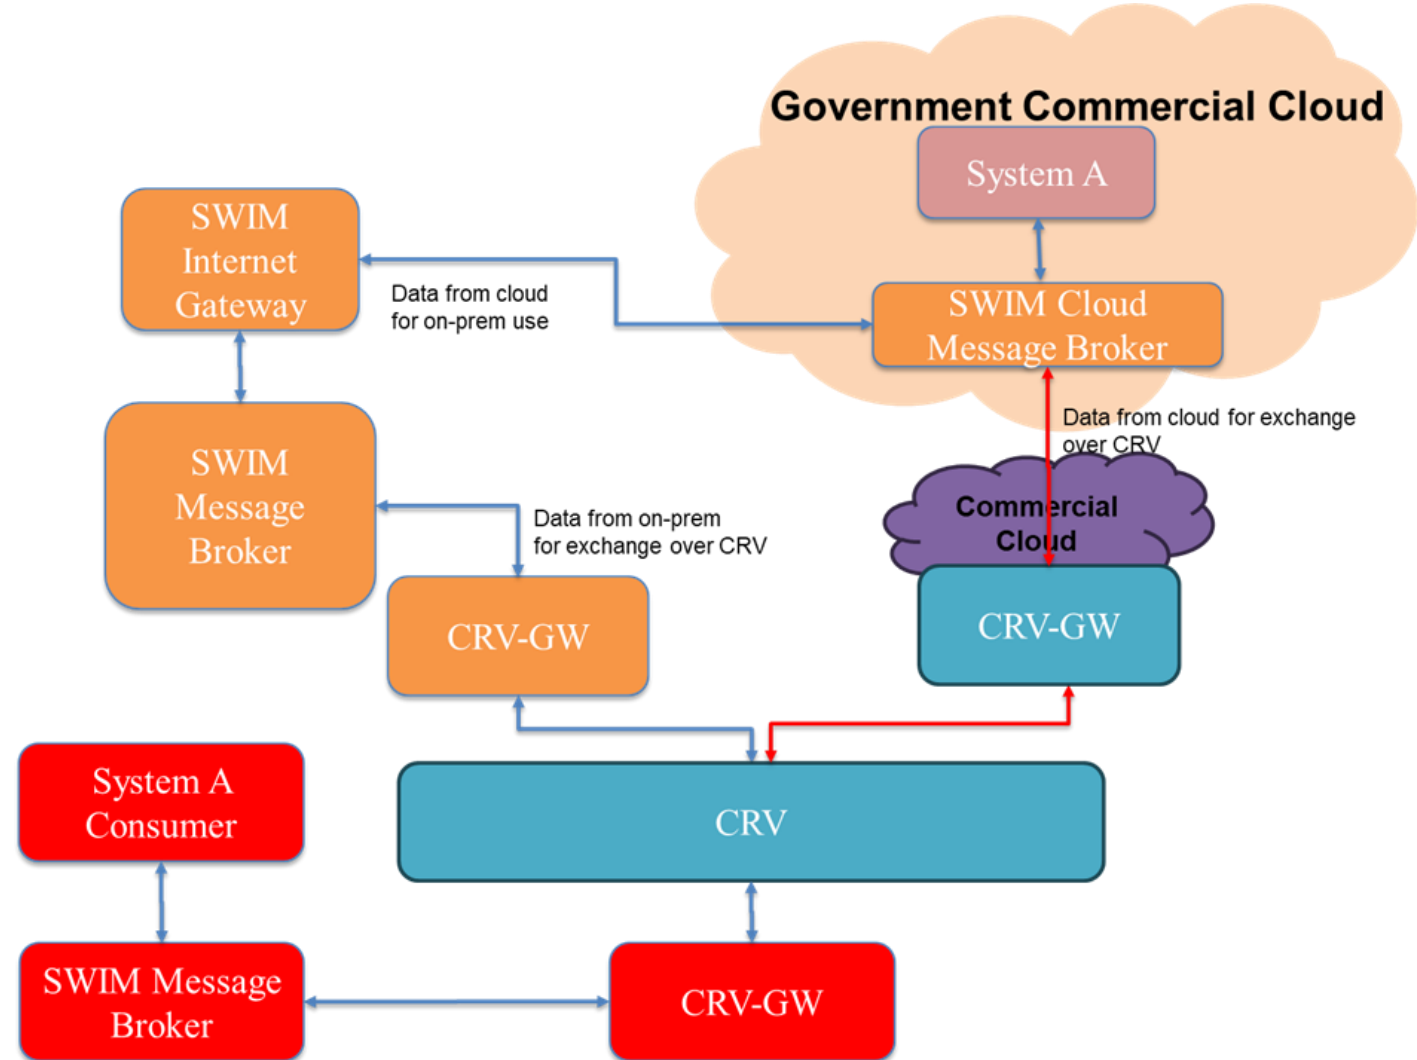 Government Commercial Cloud
System A
SWIM
Internet
Gateway
Data from cloud
for on-prem use
SWIM Cloud
Message Broker
Data from cloud for exchange
over CRV
SWIM
Message
Broker
Data from on-prem
for exchange over CRV
Commercial
Cloud
CRV-GW
CRV-GW
CRV
System A
Consumer
SWIM Message
Broker
CRV-GW